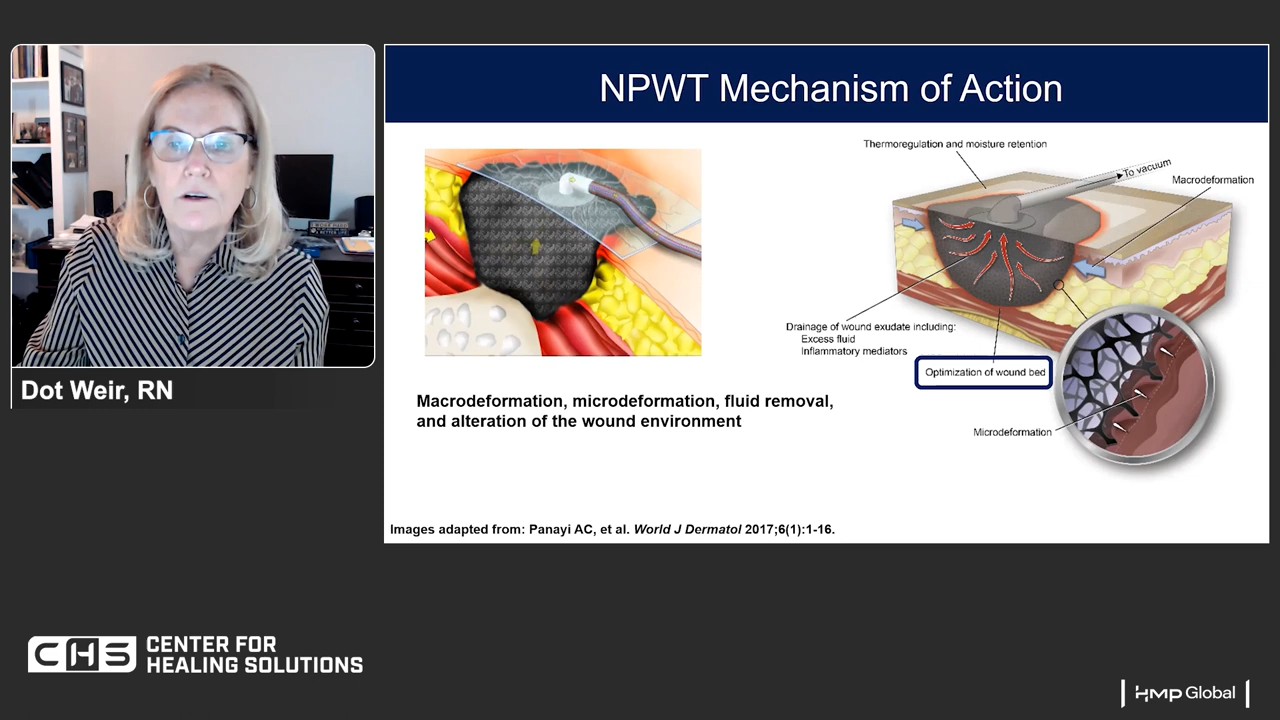 NPWT Mechanism of Action
Thermoregulation and moisture retention
To vacuum
Macrodeformation
Drainage of wound exudate including:
Excess fluid
Inflammatory mediators
Optimization of wound bed
Microdeformation
Macrodeformation, microdeformation, fluid removal,
and alteration of the wound environment
Images adapted from: Panayi AC, et al. World J Dermatol 2017;6(1):1-16.
Dot Weir, RN
CHS
CENTER FOR
HEALING SOLUTIONS
HMP Global